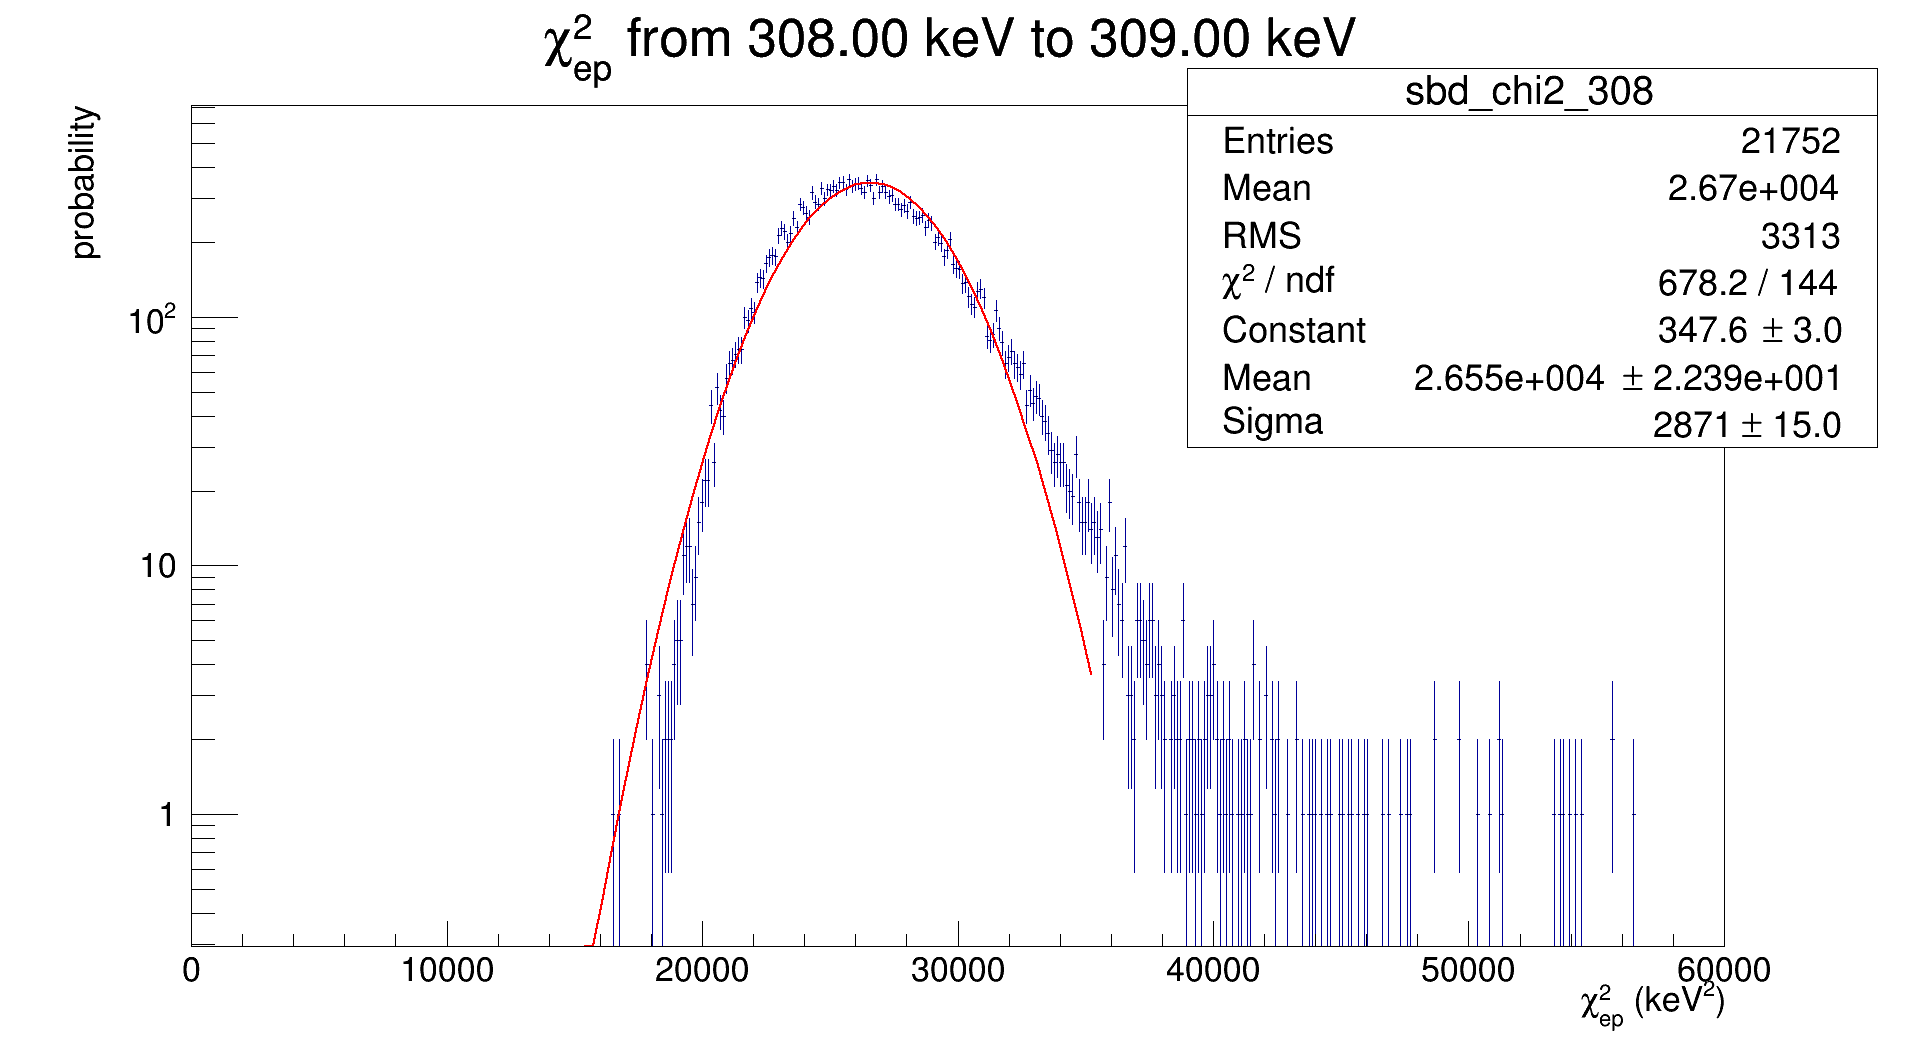 χ²ep from 308.00 keV to 309.00 keV
sbd_chi2_308
Entries 21752
Mean 2.67e+004
RMS 3313
χ² / ndf 678.2 / 144
Constant 347.6 ± 3.0
Mean 2.655e+004 ± 2.239e+001
Sigma 2871 ± 15.0
probability
10²
10
1
0 10000 20000 30000 40000 50000 60000
χ²ep (keV²)